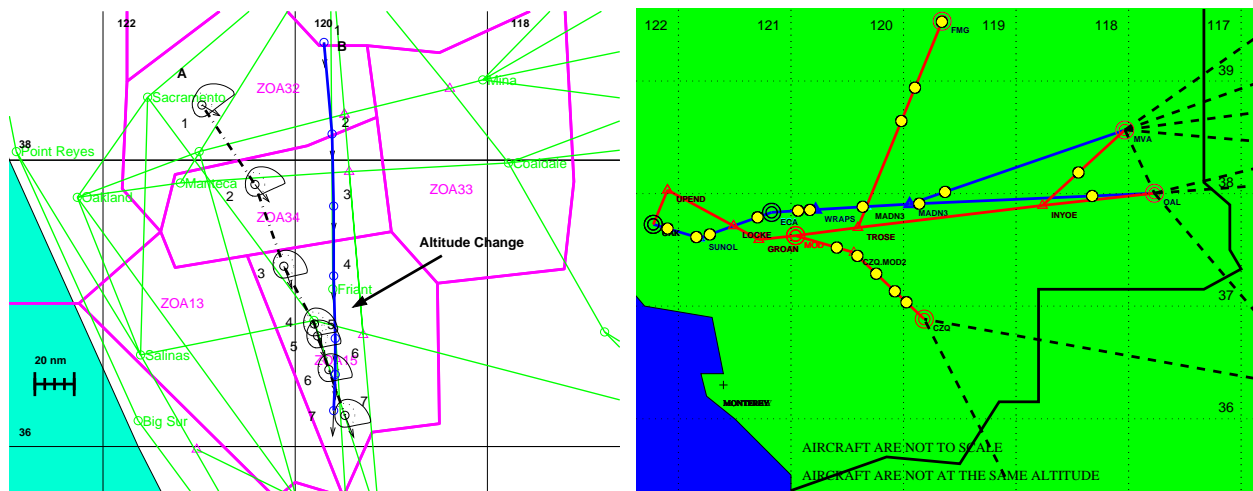 122
120
118
1
B
A
ZOA32
Mina
Sacramento
1
2
38
Point Reyes
Manteca
Coaldale
Oakland
2
3
ZOA33
ZOA34
Altitude Change
3
4
Friant
ZOA13
4
5
5
6
Salinas
ZOA15
20 nm
6
7
7
Big Sur
36
122
121
120
119
118
117
FMG
39
MVA
38
UPEND
OAK
ECA
WRAPS
MADN3
MADN3
OAL
INYOE
SUNOL
LOCKE
GROAN
MOD
TROSE
CZQ.MOD2
37
CZQ
MONTEREY
36
AIRCRAFT ARE NOT TO SCALE
AIRCRAFT ARE NOT AT THE SAME ALTITUDE